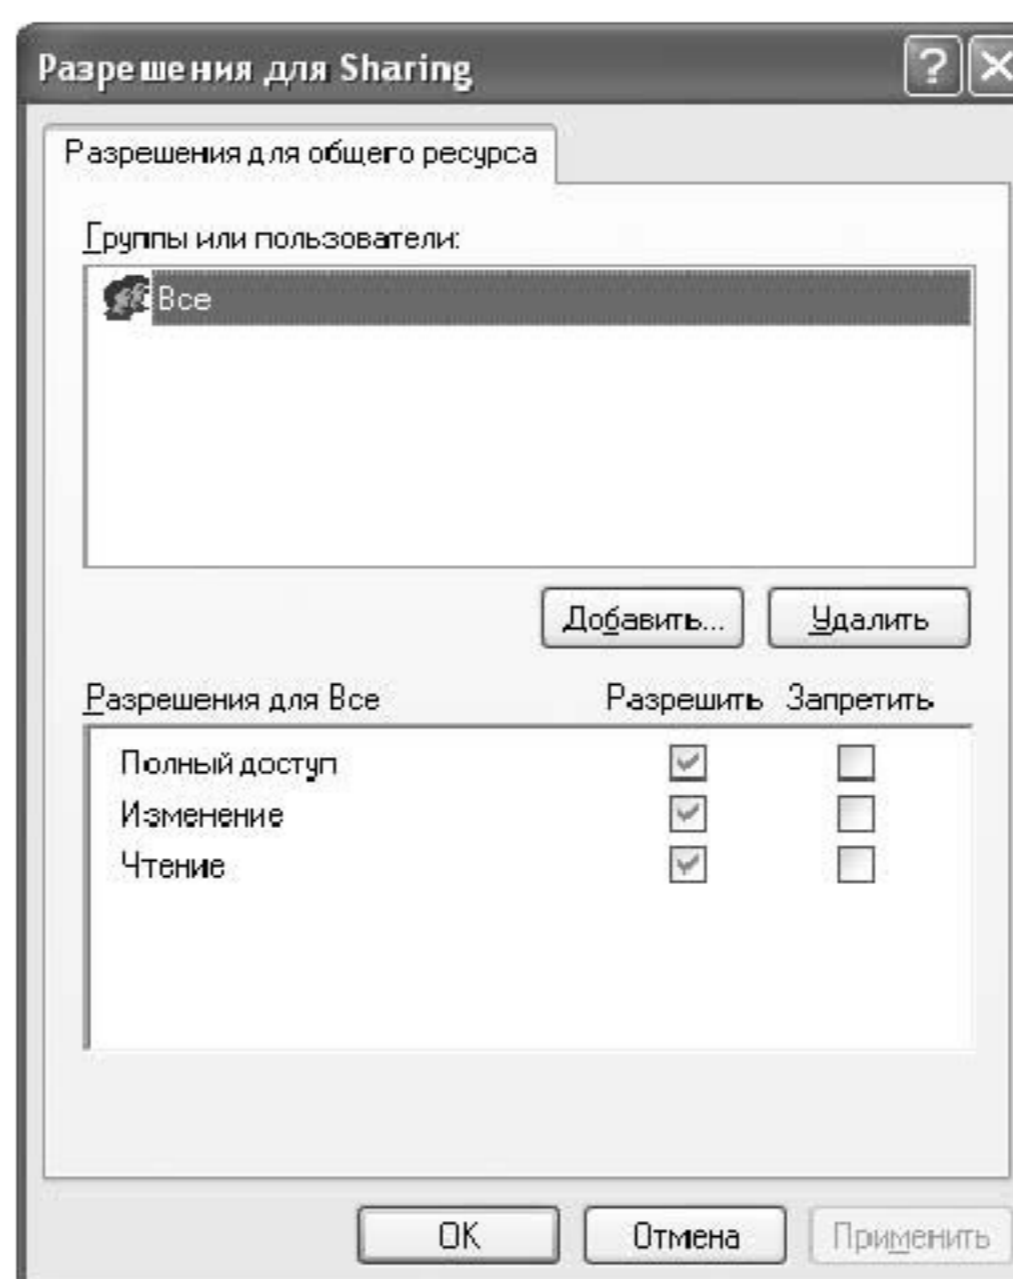 Разрешения для Sharing
Разрешения для общего ресурса
Группы или пользователи:
Все
Добавить...
Удалить
Разрешения для Все Разрешить Запретить
Полный доступ
Изменение
Чтение
OK
Отмена
Применить